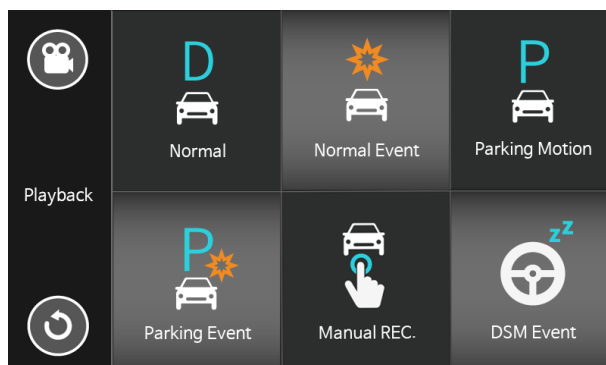 Playback
D
Normal
Normal Event
P
Parking Motion
P
Parking Event
Manual REC.
zz
DSM Event